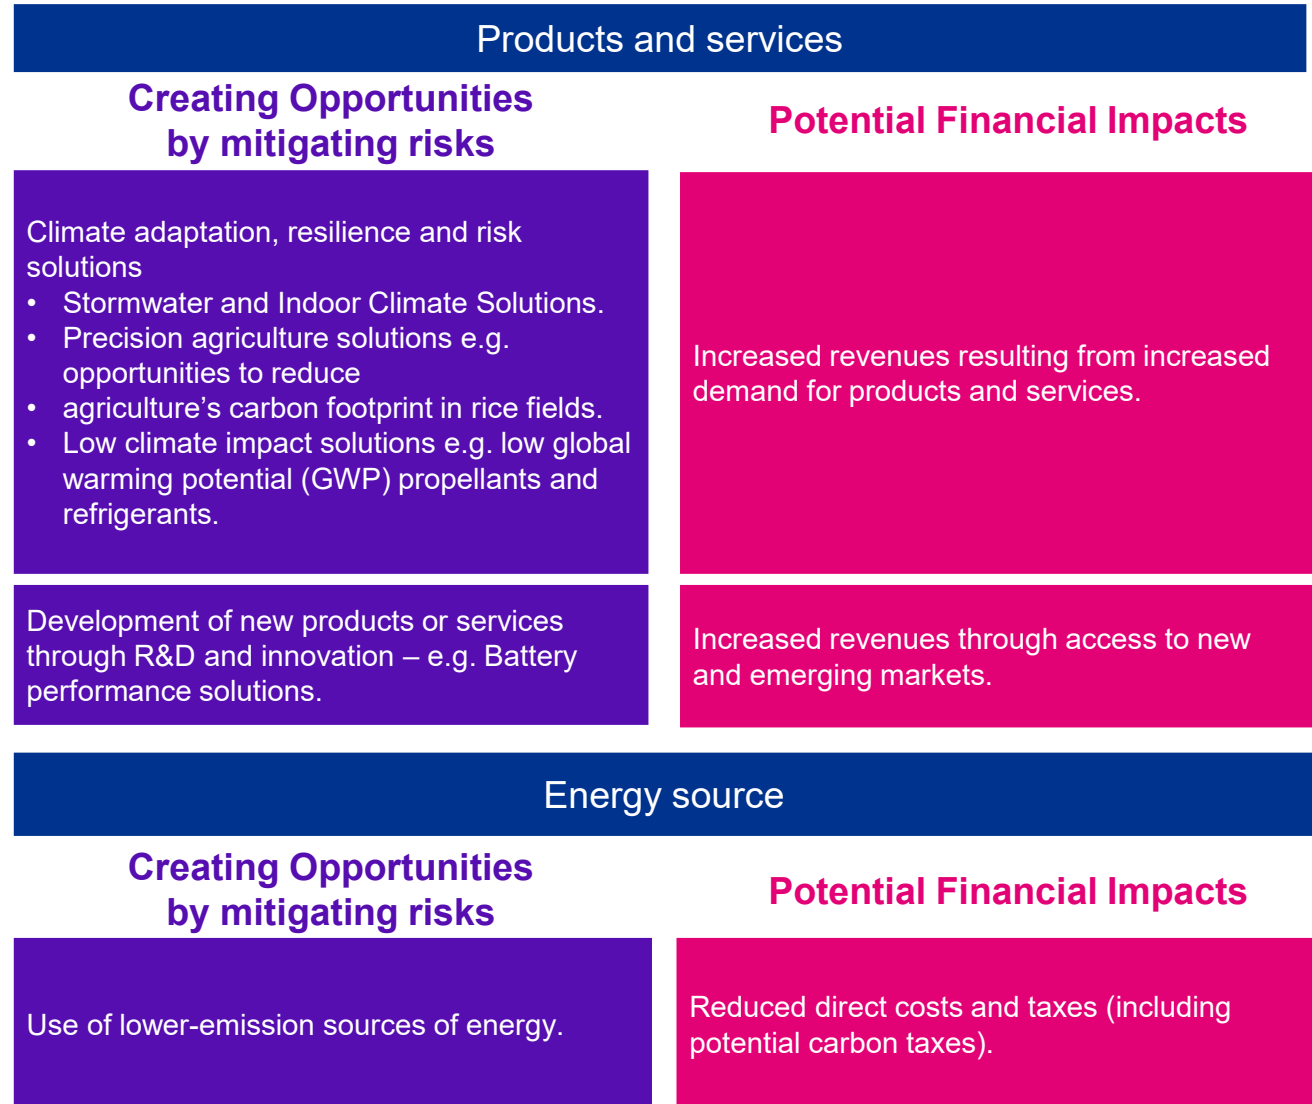 Products and services
Creating Opportunities
by mitigating risks
Potential Financial Impacts
Climate adaptation, resilience and risk
solutions
• Stormwater and Indoor Climate Solutions.
• Precision agriculture solutions e.g.
opportunities to reduce
• agriculture's carbon footprint in rice fields.
• Low climate impact solutions e.g. low global
warming potential (GWP) propellants and
refrigerants.
Increased revenues resulting from increased
demand for products and services.
Development of new products or services
through R&D and innovation – e.g. Battery
performance solutions.
Increased revenues through access to new
and emerging markets.
Energy source
Creating Opportunities
by mitigating risks
Potential Financial Impacts
Use of lower-emission sources of energy.
Reduced direct costs and taxes (including
potential carbon taxes).